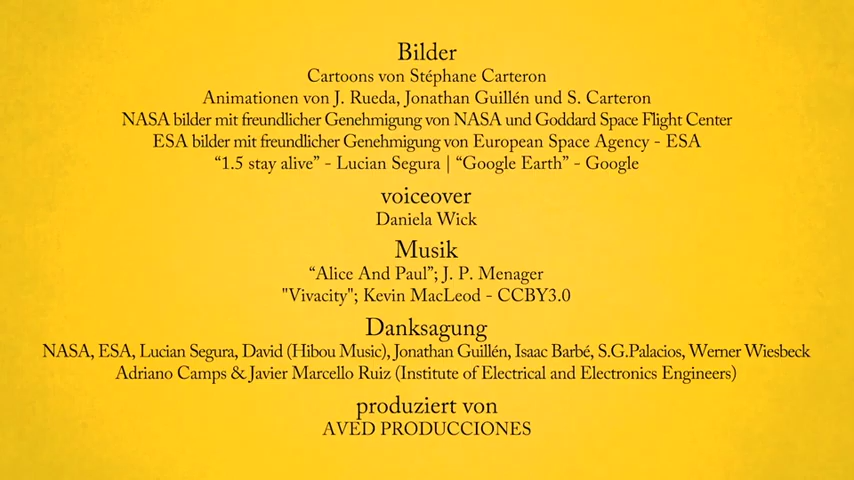 Bilder
Cartoons von Stéphane Carteron
Animationen von J. Rueda, Jonathan Guillén und S. Carteron
NASA bilder mit freundlicher Genehmigung von NASA und Goddard Space Flight Center
ESA bilder mit freundlicher Genehmigung von European Space Agency - ESA
“1.5 stay alive” - Lucian Segura | “Google Earth” - Google
voiceover
Daniela Wick
Musik
“Alice And Paul”; J. P. Menager
"Vivacity"; Kevin MacLeod - CCBY3.0
Danksagung
NASA, ESA, Lucian Segura, David (Hibou Music), Jonathan Guillén, Isaac Barbé, S.G.Palacios, Werner Wiesbeck
Adriano Camps & Javier Marcello Ruiz (Institute of Electrical and Electronics Engineers)
produziert von
AVED PRODUCCIONES